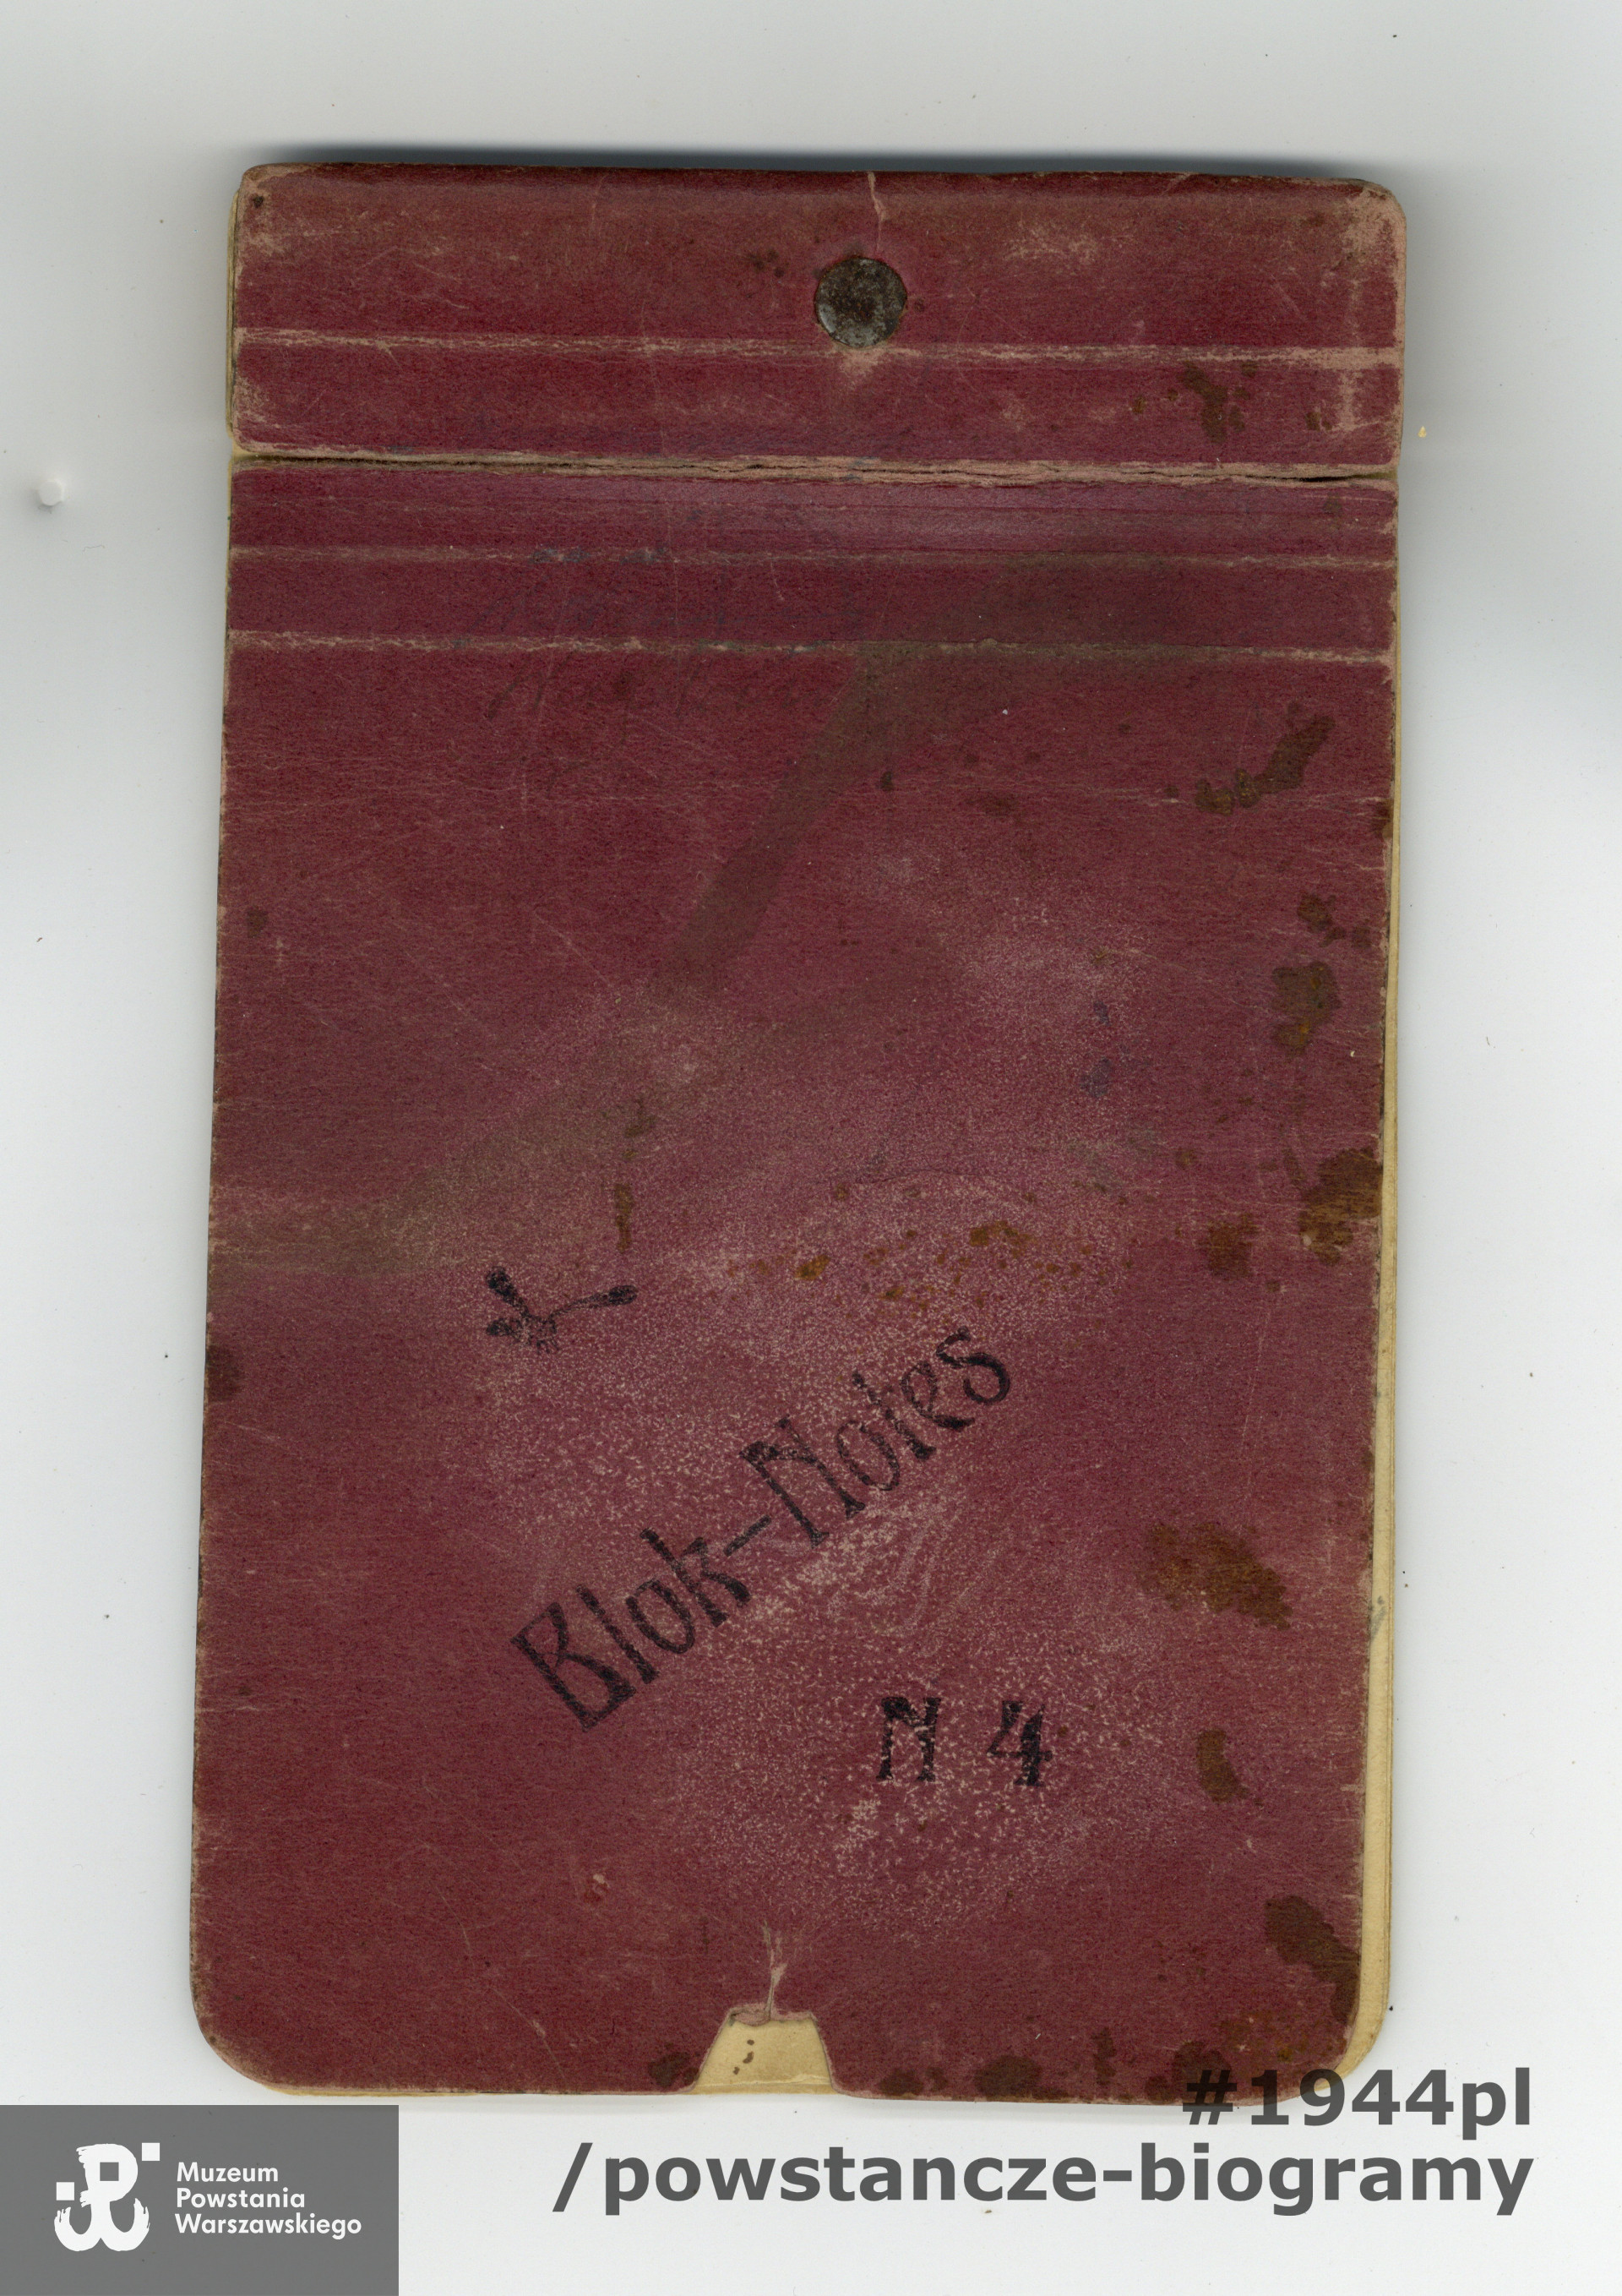 Blok-Notes
N 4
#1944pl
/powstancze-biogramy
Muzeum
Powstania
Warszawskiego